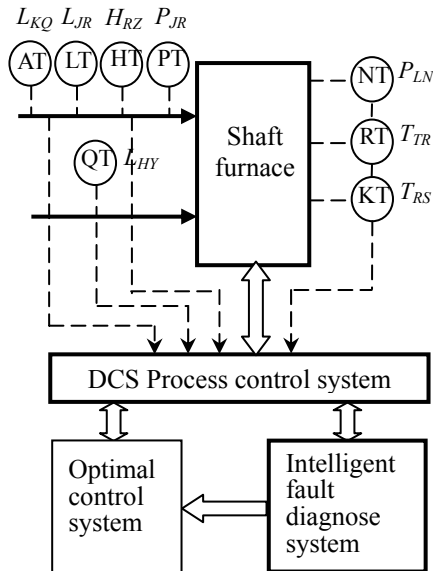 L_KQ L_JR H_RZ P_JR
AT LT HT PT
NT P_LN
Shaft
furnace
RT T_TR
QT L_HY
KT T_RS
DCS Process control system
Optimal
control
system
Intelligent
fault
diagnose system